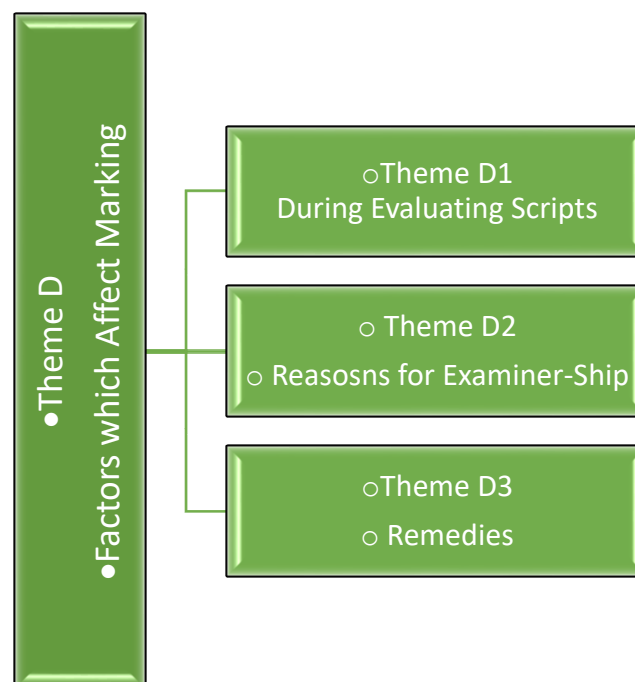 •Theme D
•Factors which Affect Marking
○Theme D1
During Evaluating Scripts
○ Theme D2
○ Reasosns for Examiner-Ship
○Theme D3
○ Remedies